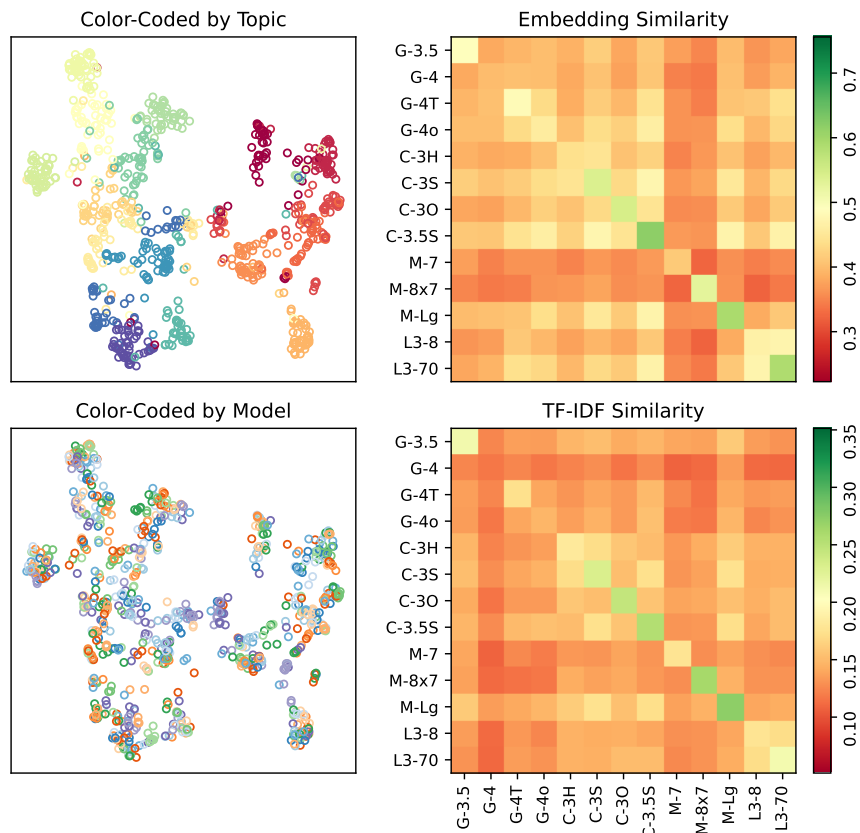 Color-Coded by Topic
Embedding Similarity
G-3.5
G-4
G-4T
G-4o
C-3H
C-3S
C-3O
C-3.5S
M-7
M-8x7
M-Lg
L3-8
L3-70
0.7
0.6
0.5
0.4
0.3
Color-Coded by Model
TF-IDF Similarity
G-3.5
G-4
G-4T
G-4o
C-3H
C-3S
C-3O
C-3.5S
M-7
M-8x7
M-Lg
L3-8
L3-70
0.35
0.30
0.25
0.20
0.15
0.10
G-3.5 G-4 G-4T G-4o C-3H C-3S C-3O C-3.5S M-7 M-8x7 M-Lg L3-8 L3-70